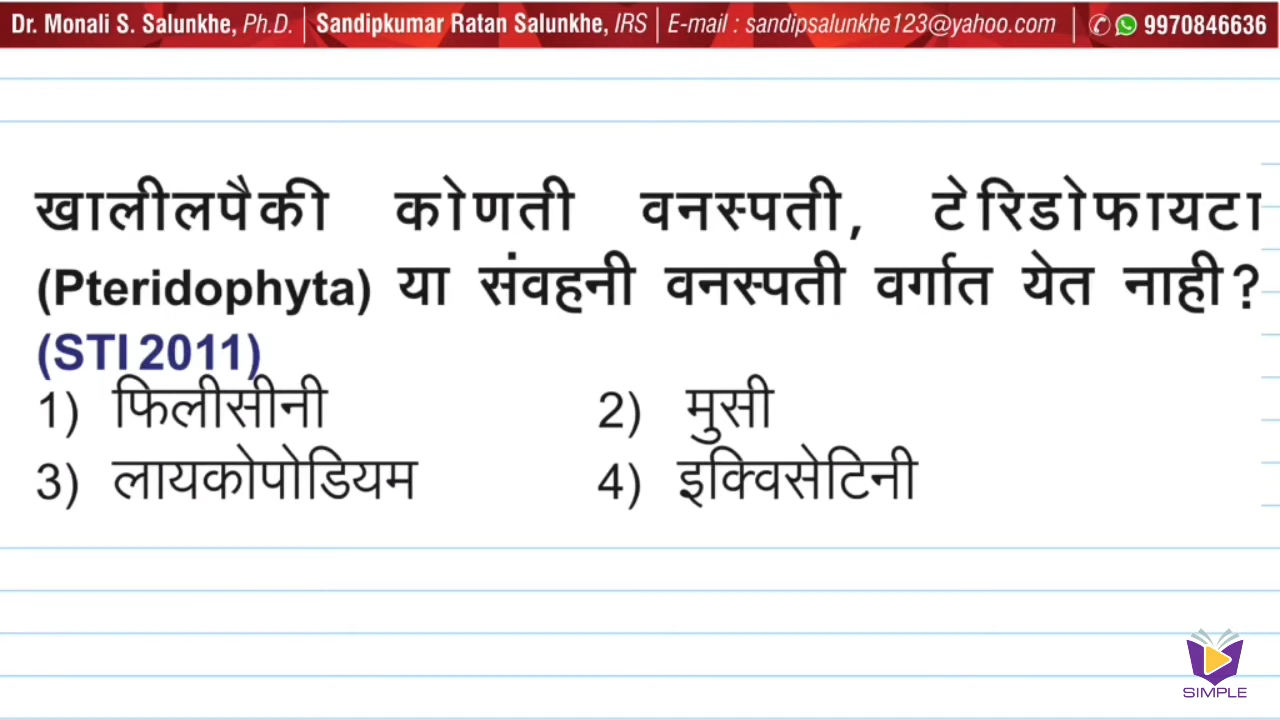 Dr. Monali S. Salunkhe, Ph.D. | Sandipkumar Ratan Salunkhe, IRS | E-mail : sandipsalunkhe123@yahoo.com | 9970846636
खालीलपैकी कोणती वनस्पती, टेरिडोफायटा
(Pteridophyta) या संवहनी वनस्पती वर्गात येत नाही?
(STI 2011)
1) फिलीसीनी 2) मुसी
3) लायकोपोडियम 4) इक्विसेटिनी
SIMPLE